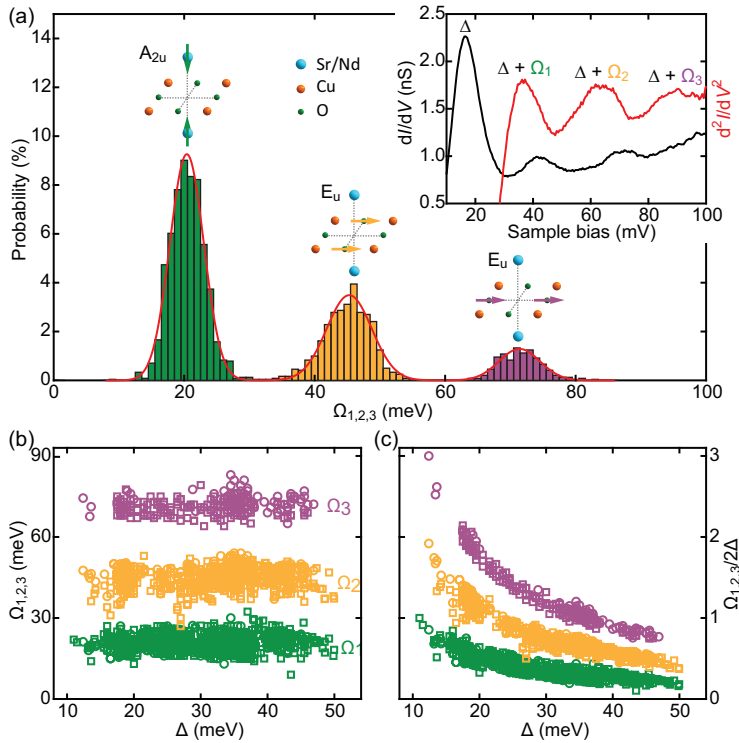 (a)
14
12
10
8
6
4
2
0
Probability (%)
A2u
Sr/Nd
Cu
O
Eu
Eu
0
20
40
60
80
100
Ω1,2,3 (meV)
2.5
2.0
1.5
1.0
0.5
dI/dV (nS)
d²I/dV²
Δ
Δ + Ω1
Δ + Ω2
Δ + Ω3
20
40
60
80
100
Sample bias (mV)
(b)
90
60
30
0
Ω1,2,3 (meV)
Ω3
Ω2
Ω1
10
20
30
40
50
Δ (meV)
(c)
3
2
1
0
Ω1,2,3/2Δ
10
20
30
40
50
Δ (meV)